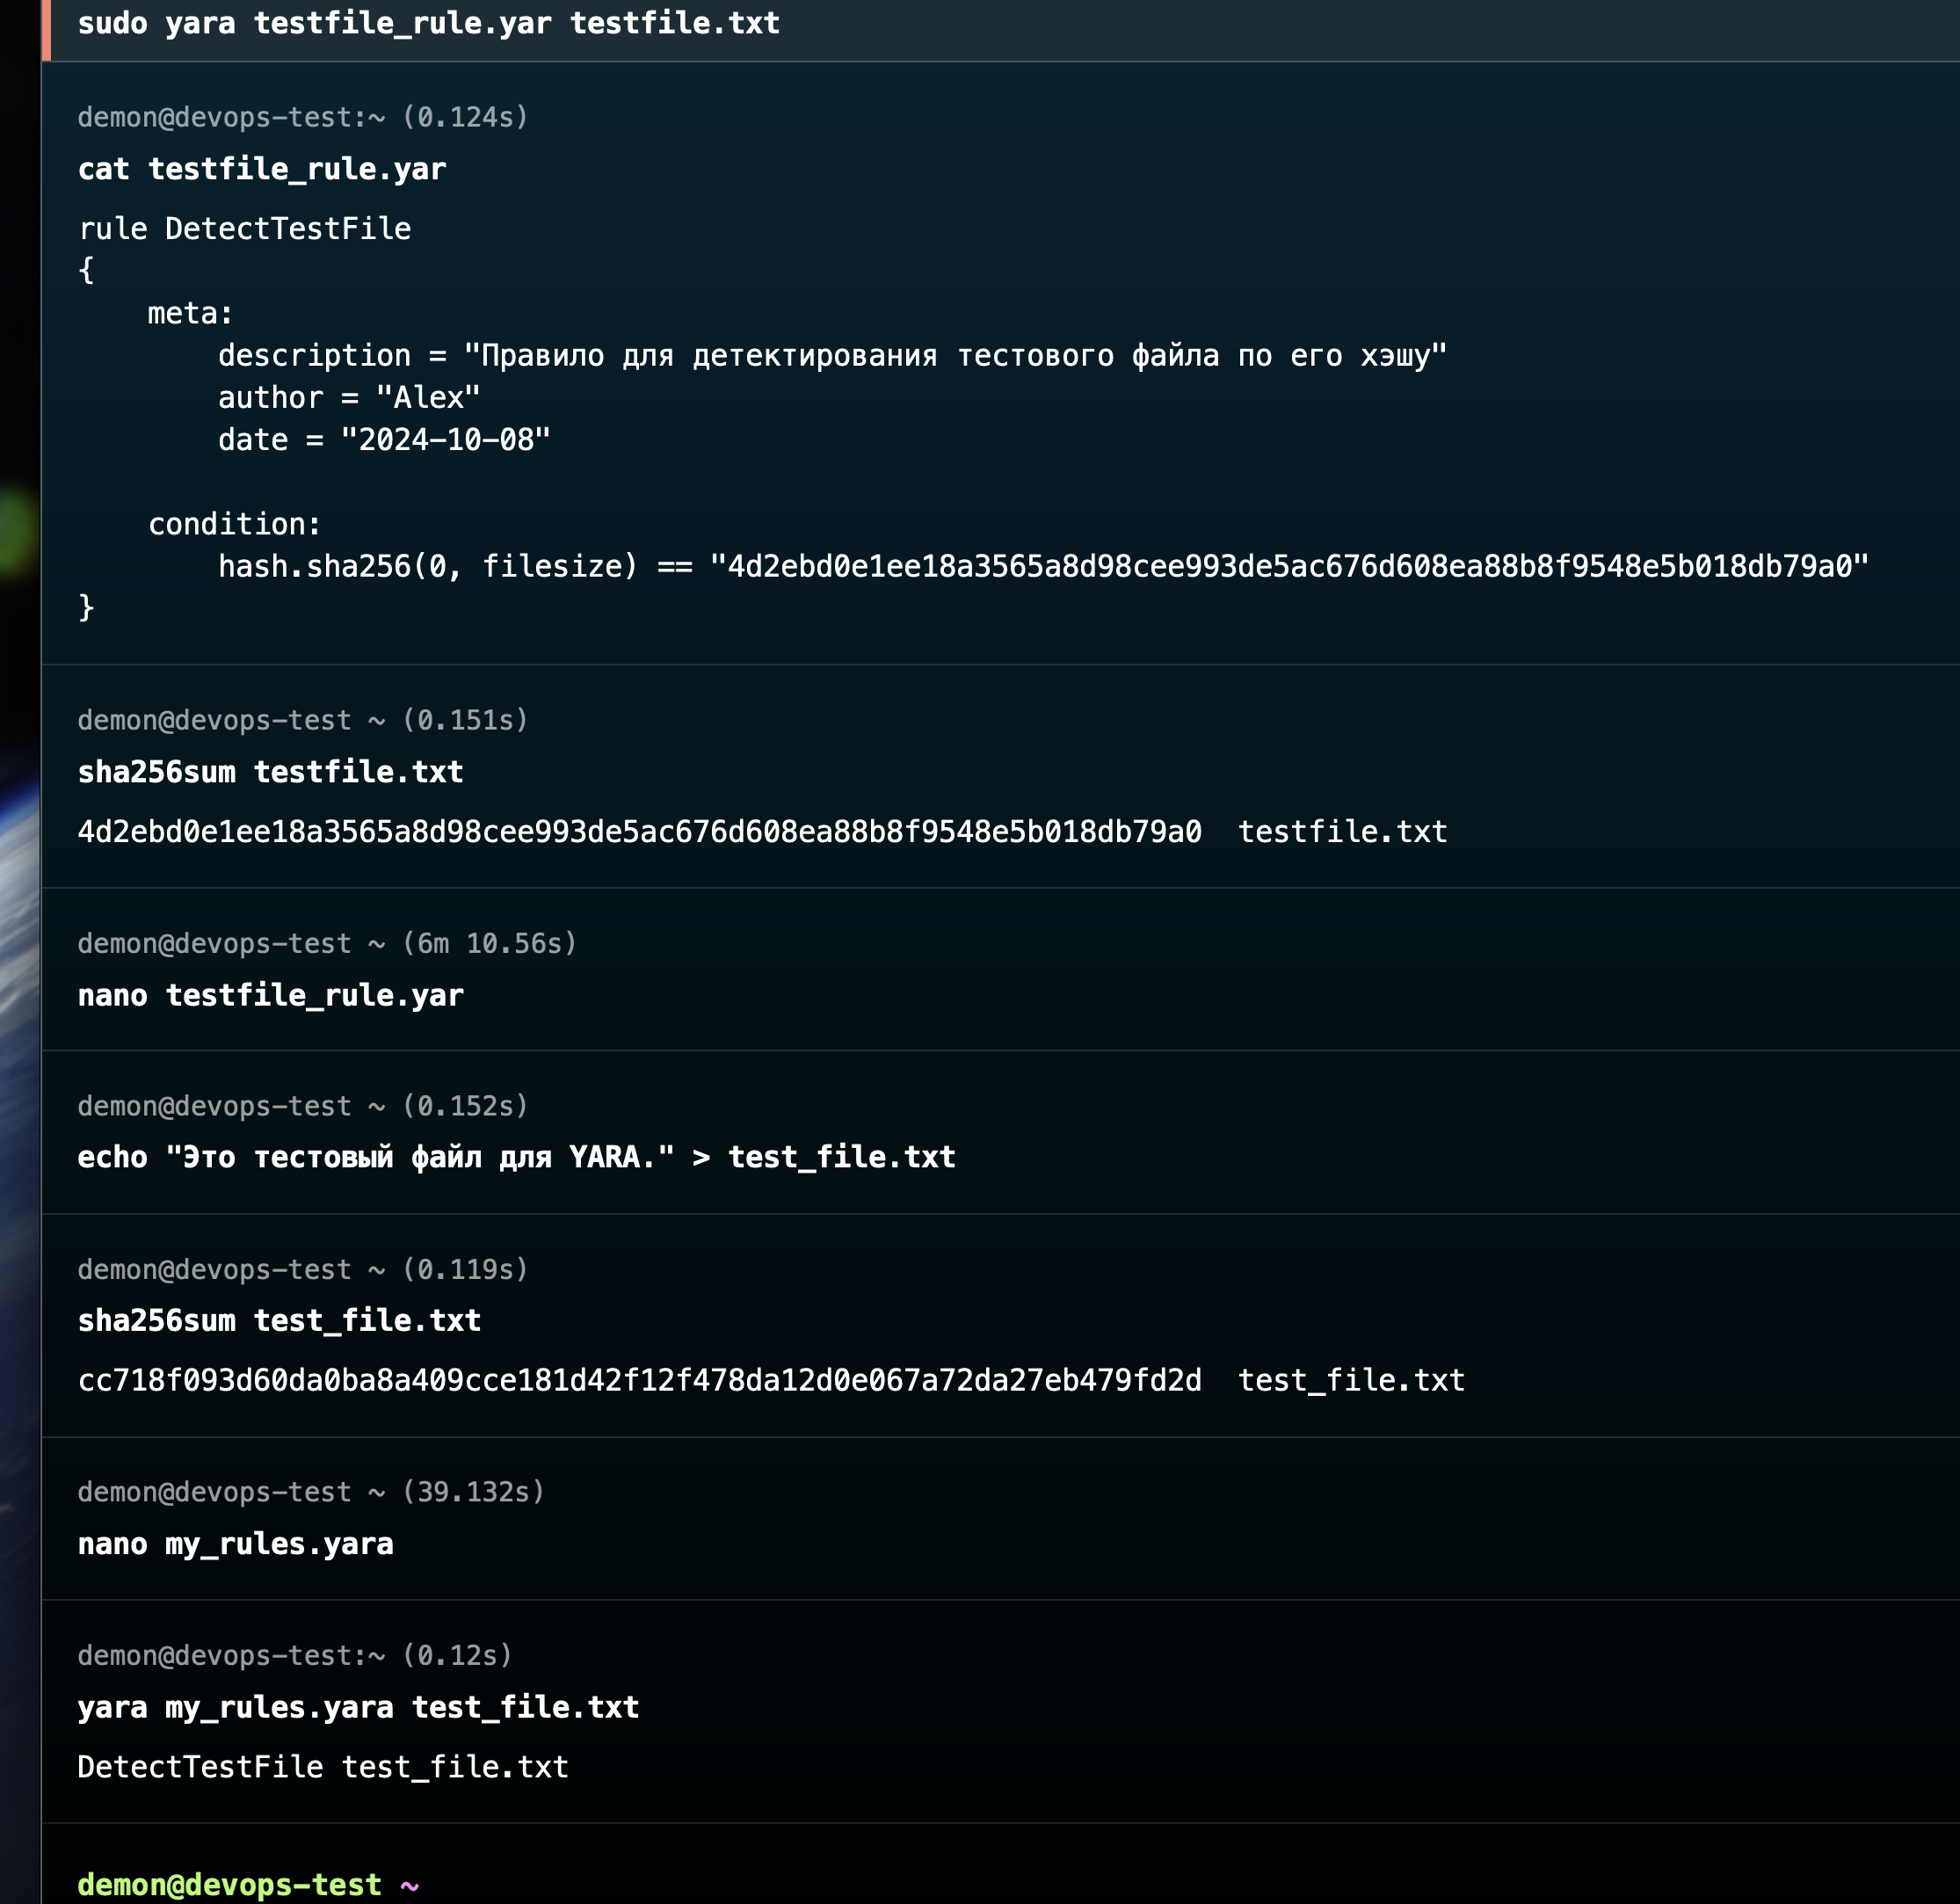 sudo yara testfile_rule.yar testfile.txt
demon@devops-test:~ (0.124s)
cat testfile_rule.yar
rule DetectTestFile
{
    meta:
        description = "Правило для детектирования тестового файла по его хэшу"
        author = "Alex"
        date = "2024-10-08"
    condition:
        hash.sha256(0, filesize) == "4d2ebd0e1ee18a3565a8d98cee993de5ac676d608ea88b8f9548e5b018db79a0"
}
demon@devops-test ~ (0.151s)
sha256sum testfile.txt
4d2ebd0e1ee18a3565a8d98cee993de5ac676d608ea88b8f9548e5b018db79a0  testfile.txt
demon@devops-test ~ (6m 10.56s)
nano testfile_rule.yar
demon@devops-test ~ (0.152s)
echo "Это тестовый файл для YARA." > test_file.txt
demon@devops-test ~ (0.119s)
sha256sum test_file.txt
cc718f093d60da0ba8a409cce181d42f12f478da12d0e067a72da27eb479fd2d  test_file.txt
demon@devops-test ~ (39.132s)
nano my_rules.yara
demon@devops-test:~ (0.12s)
yara my_rules.yara test_file.txt
DetectTestFile test_file.txt
demon@devops-test ~